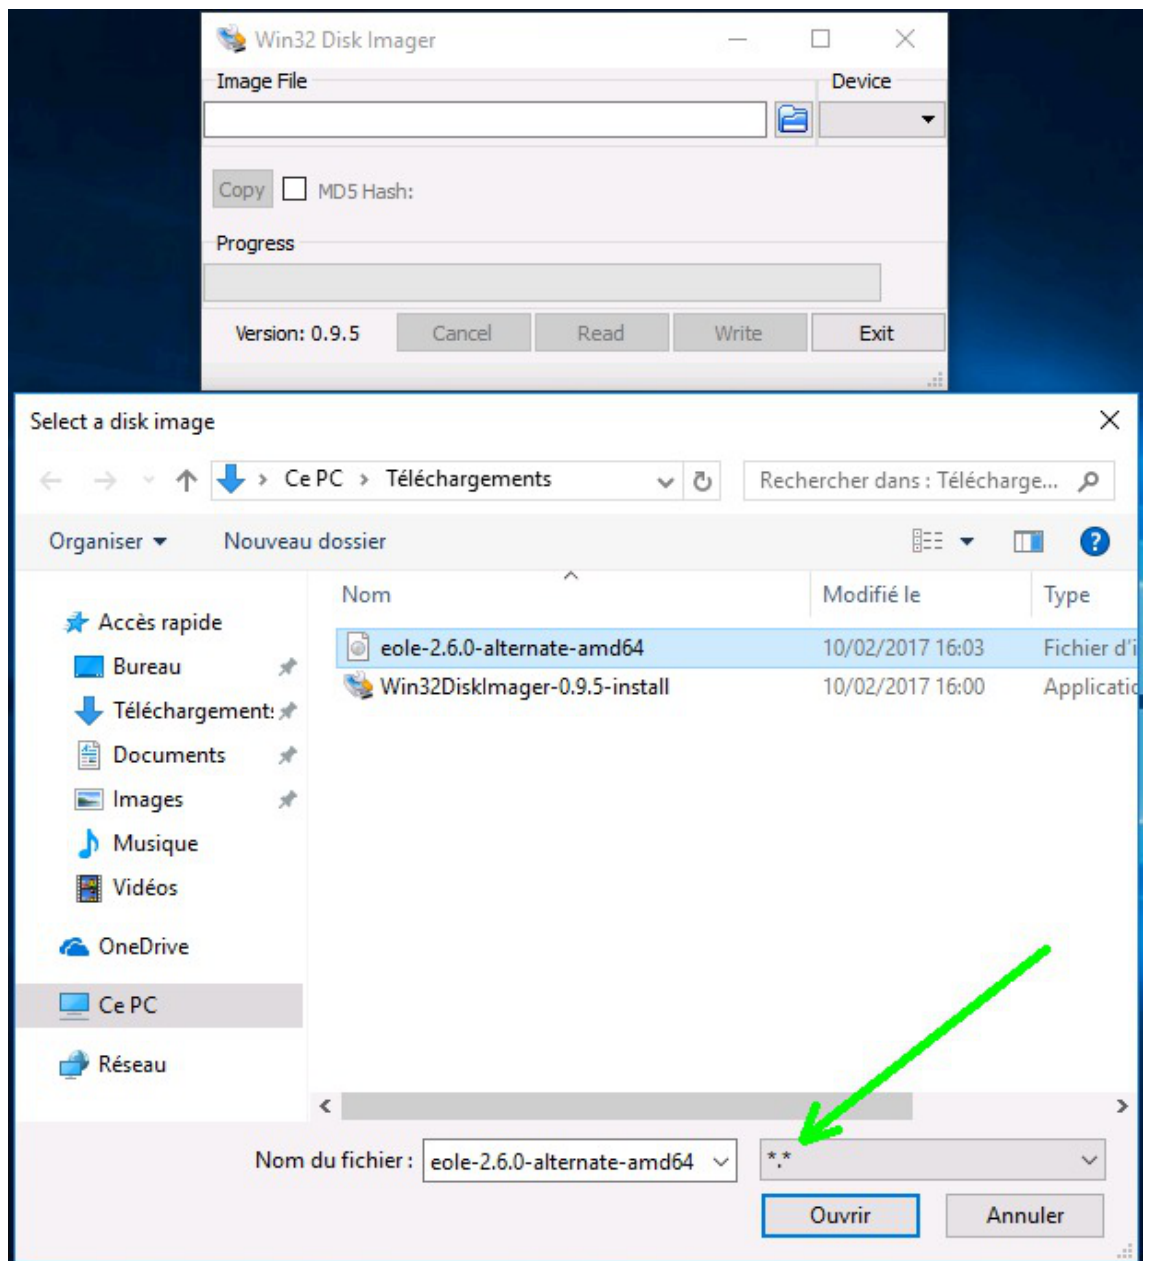 Win32 Disk Imager
Image File
Device
Copy
MD5 Hash:
Progress
Version: 0.9.5
Cancel
Read
Write
Exit
Select a disk image
Ce PC
Téléchargements
Rechercher dans : Télécharge...
Organiser
Nouveau dossier
Nom
Modifié le
Type
Accès rapide
Bureau
Téléchargement:
Documents
Images
Musique
Vidéos
OneDrive
Ce PC
Réseau
eole-2.6.0-alternate-amd64
10/02/2017 16:03
Fichier d'i
Win32DiskImager-0.9.5-install
10/02/2017 16:00
Applicatio
Nom du fichier :
eole-2.6.0-alternate-amd64
*.*
Ouvrir
Annuler